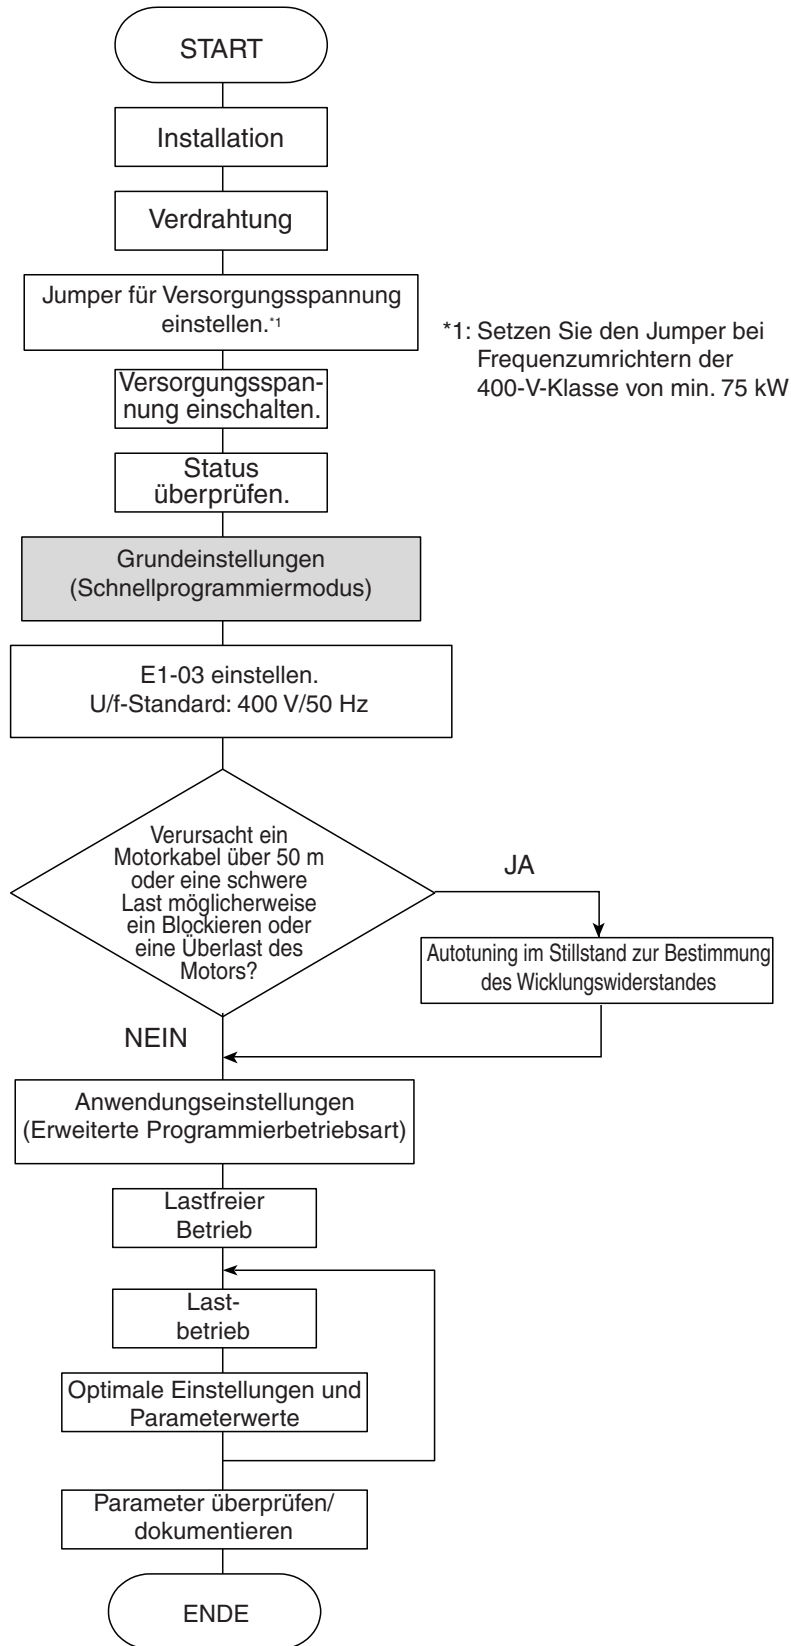 START
Installation
Verdrahtung
Jumper für Versorgungsspannung
einstellen.*1
*1: Setzen Sie den Jumper bei
Frequenzumrichtern der
400-V-Klasse von min. 75 kW
Versorgungsspan-
nung einschalten.
Status
überprüfen.
Grundeinstellungen
(Schnellprogrammiermodus)
E1-03 einstellen.
U/f-Standard: 400 V/50 Hz
Verursacht ein
Motorkabel über 50 m
oder eine schwere
Last möglicherweise
ein Blockieren oder
eine Überlast des
Motors?
JA
Autotuning im Stillstand zur Bestimmung
des Wicklungswiderstandes
NEIN
Anwendungseinstellungen
(Erweiterte Programmierbetriebsart)
Lastfreier
Betrieb
Last-
betrieb
Optimale Einstellungen und
Parameterwerte
Parameter überprüfen/
dokumentieren
ENDE